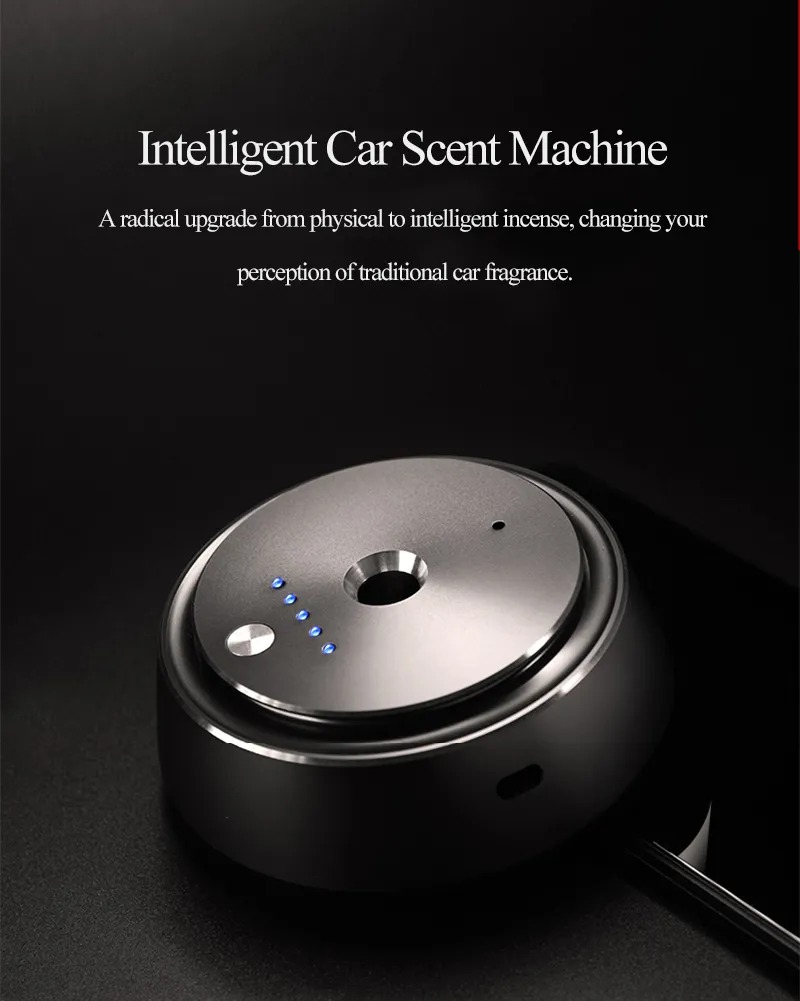 Intelligent Car Scent Machine
A radical upgrade from physical to intelligent incense, changing your
perception of traditional car fragrance.